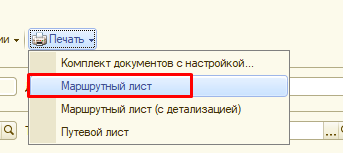 Печать
Комплект документов с настройкой...
Маршрутный лист
Маршрутный лист (с детализацией)
Путевой лист
...